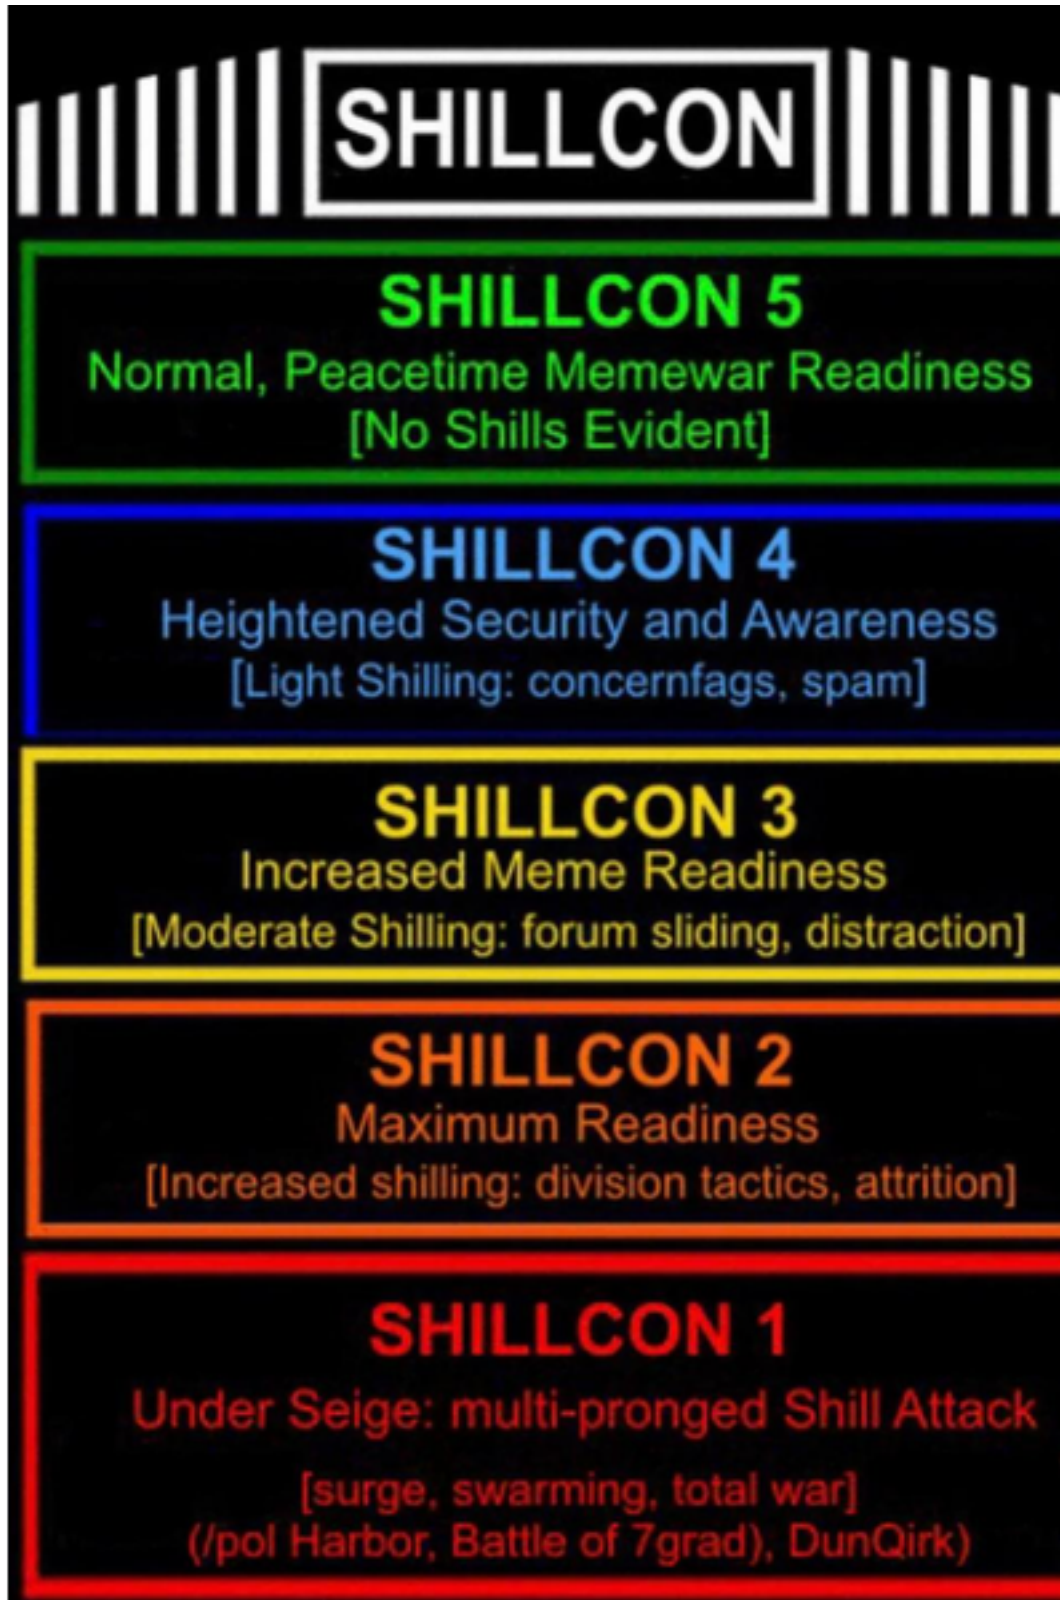 SHILLCON
SHILLCON 5
Normal, Peacetime Memewar Readiness
[No Shills Evident]
SHILLCON 4
Heightened Security and Awareness
[Light Shilling: concernfags, spam]
SHILLCON 3
Increased Meme Readiness
[Moderate Shilling: forum sliding, distraction]
SHILLCON 2
Maximum Readiness
[Increased shilling: division tactics, attrition]
SHILLCON 1
Under Seige: multi-pronged Shill Attack
[surge, swarming, total war]
(/pol Harbor, Battle of 7grad), DunQirk)